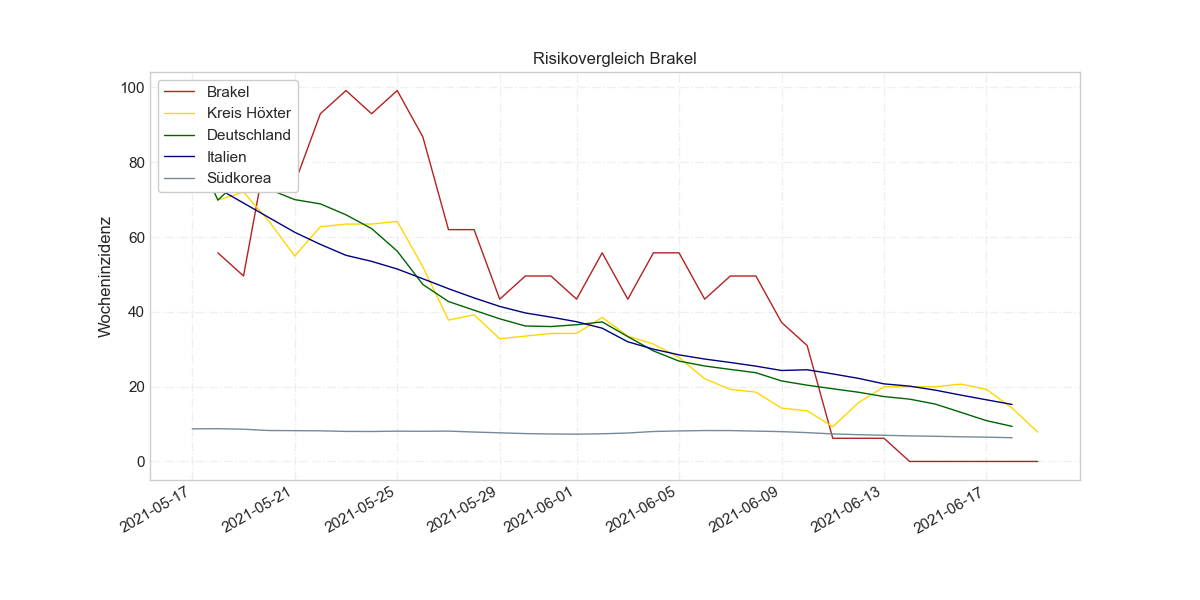 Risikovergleich Brakel
Brakel
Kreis Höxter
Deutschland
Italien
Südkorea
Wocheninzidenz
100
80
60
40
20
0
2021-05-17
2021-05-21
2021-05-25
2021-05-29
2021-06-01
2021-06-05
2021-06-09
2021-06-13
2021-06-17